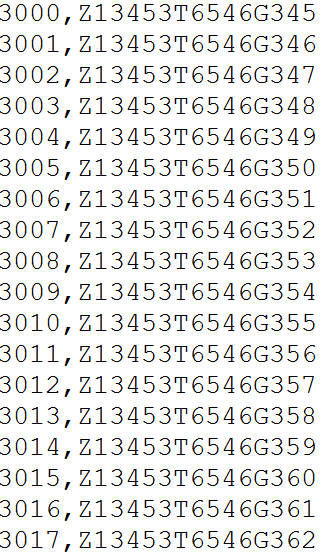 3000,Z13453T6546G345
3001,Z13453T6546G346
3002,Z13453T6546G347
3003,Z13453T6546G348
3004,Z13453T6546G349
3005,Z13453T6546G350
3006,Z13453T6546G351
3007,Z13453T6546G352
3008,Z13453T6546G353
3009,Z13453T6546G354
3010,Z13453T6546G355
3011,Z13453T6546G356
3012,Z13453T6546G357
3013,Z13453T6546G358
3014,Z13453T6546G359
3015,Z13453T6546G360
3016,Z13453T6546G361
3017,Z13453T6546G362